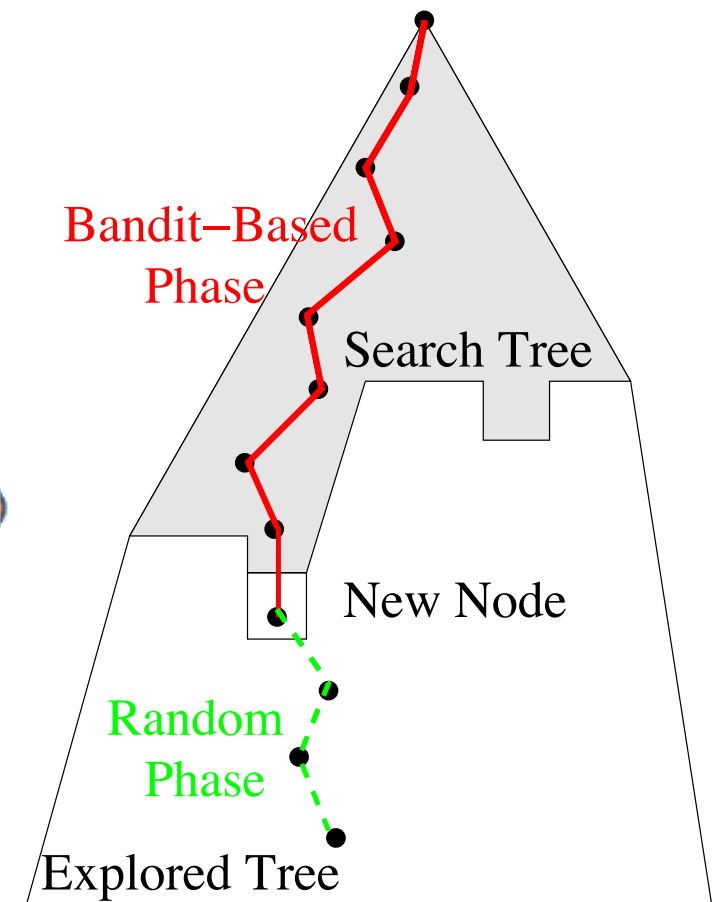 Bandit–Based
Phase
Search Tree
New Node
Random
Phase
Explored Tree